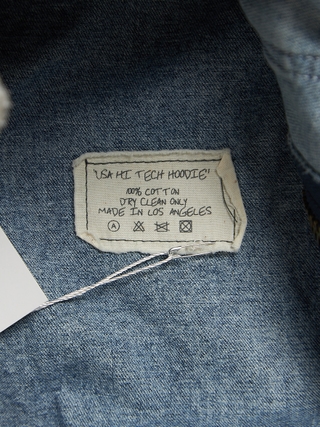 "USA HI TECH HOODIE"
100% COTTON
DRY CLEAN ONLY
MADE IN LOS ANGELES
A